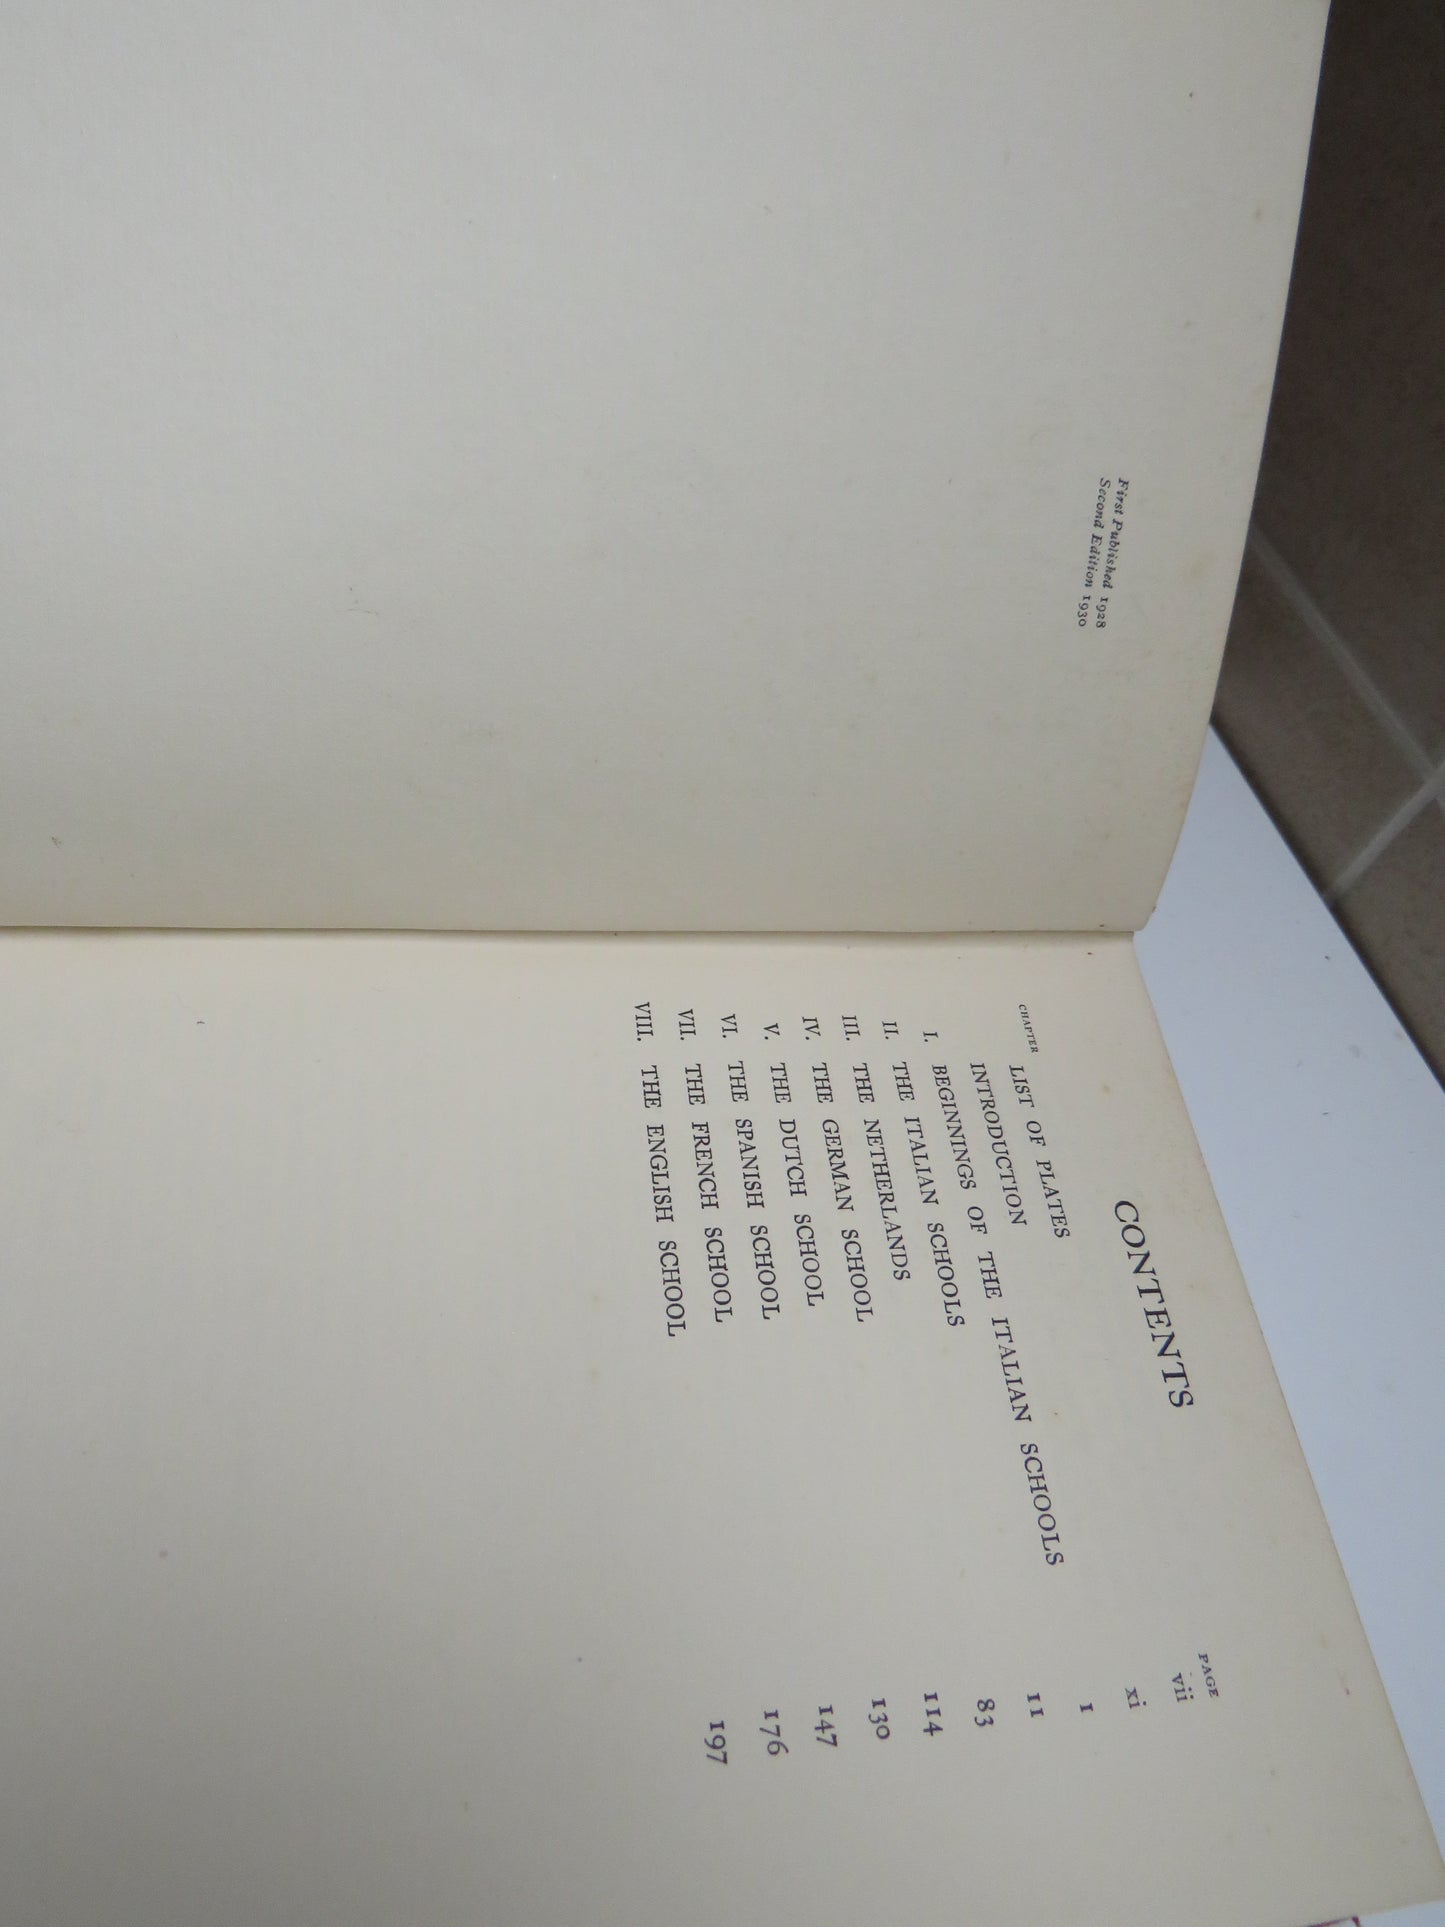 First Published 1928
Second Edition 1930
CONTENTS
CHAPTER PAGE
LIST OF PLATES vii
INTRODUCTION xi
I. BEGINNINGS OF THE ITALIAN SCHOOLS 1
II. THE ITALIAN SCHOOLS 11
III. THE NETHERLANDS 83
IV. THE GERMAN SCHOOL 114
V. THE DUTCH SCHOOL 130
VI. THE SPANISH SCHOOL 147
VII. THE FRENCH SCHOOL 176
VIII. THE ENGLISH SCHOOL 197